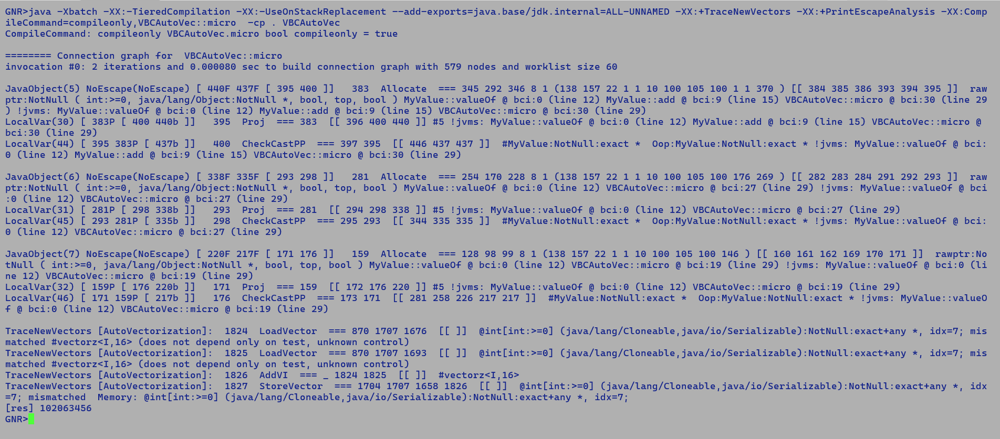 GNR>java -Xbatch -XX:-TieredCompilation -XX:-UseOnStackReplacement --add-exports=java.base/jdk.internal=ALL-UNNAMED -XX:+TraceNewVectors -XX:+PrintEscapeAnalysis -XX:Comp
ileCommand=compileonly,VBCAutoVec::micro  -cp . VBCAutoVec
CompileCommand: compileonly VBCAutoVec.micro bool compileonly = true
======== Connection graph for  VBCAutoVec::micro
invocation #0: 2 iterations and 0.000080 sec to build connection graph with 579 nodes and worklist size 60
JavaObject(5) NoEscape(NoEscape) [ 440F 437F [ 395 400 ]]   383  Allocate  === 345 292 346 8 1 (138 157 22 1 1 10 100 105 100 1 1 370 ) [[ 384 385 386 393 394 395 ]]  raw
ptr:NotNull ( int:>=0, java/lang/Object:NotNull *, bool, top, bool ) MyValue::valueOf @ bci:0 (line 12) MyValue::add @ bci:9 (line 15) VBCAutoVec::micro @ bci:30 (line 29
) !jvms: MyValue::valueOf @ bci:0 (line 12) MyValue::add @ bci:9 (line 15) VBCAutoVec::micro @ bci:30 (line 29)
LocalVar(30) [ 383P [ 400 440b ]]   395  Proj  === 383  [[ 396 400 440 ]] #5 !jvms: MyValue::valueOf @ bci:0 (line 12) MyValue::add @ bci:9 (line 15) VBCAutoVec::micro @
bci:30 (line 29)
LocalVar(44) [ 395 383P [ 437b ]]   400  CheckCastPP  === 397 395  [[ 446 437 437 ]]  #MyValue:NotNull:exact *  Oop:MyValue:NotNull:exact * !jvms: MyValue::valueOf @ bci:
0 (line 12) MyValue::add @ bci:9 (line 15) VBCAutoVec::micro @ bci:30 (line 29)
JavaObject(6) NoEscape(NoEscape) [ 338F 335F [ 293 298 ]]   281  Allocate  === 254 170 228 8 1 (138 157 22 1 1 10 100 105 100 176 269 ) [[ 282 283 284 291 292 293 ]]  raw
ptr:NotNull ( int:>=0, java/lang/Object:NotNull *, bool, top, bool ) MyValue::valueOf @ bci:0 (line 12) VBCAutoVec::micro @ bci:27 (line 29) !jvms: MyValue::valueOf @ bci
:0 (line 12) VBCAutoVec::micro @ bci:27 (line 29)
LocalVar(31) [ 281P [ 298 338b ]]   293  Proj  === 281  [[ 294 298 338 ]] #5 !jvms: MyValue::valueOf @ bci:0 (line 12) VBCAutoVec::micro @ bci:27 (line 29)
LocalVar(45) [ 293 281P [ 335b ]]   298  CheckCastPP  === 295 293  [[ 344 335 335 ]]  #MyValue:NotNull:exact *  Oop:MyValue:NotNull:exact * !jvms: MyValue::valueOf @ bci:
0 (line 12) VBCAutoVec::micro @ bci:27 (line 29)
JavaObject(7) NoEscape(NoEscape) [ 220F 217F [ 171 176 ]]   159  Allocate  === 128 98 99 8 1 (138 157 22 1 1 10 100 105 100 146 ) [[ 160 161 162 169 170 171 ]]  rawptr:No
tNull ( int:>=0, java/lang/Object:NotNull *, bool, top, bool ) MyValue::valueOf @ bci:0 (line 12) VBCAutoVec::micro @ bci:19 (line 29) !jvms: MyValue::valueOf @ bci:0 (li
ne 12) VBCAutoVec::micro @ bci:19 (line 29)
LocalVar(32) [ 159P [ 176 220b ]]   171  Proj  === 159  [[ 172 176 220 ]] #5 !jvms: MyValue::valueOf @ bci:0 (line 12) VBCAutoVec::micro @ bci:19 (line 29)
LocalVar(46) [ 171 159P [ 217b ]]   176  CheckCastPP  === 173 171  [[ 281 258 226 217 217 ]]  #MyValue:NotNull:exact *  Oop:MyValue:NotNull:exact * !jvms: MyValue::valueO
f @ bci:0 (line 12) VBCAutoVec::micro @ bci:19 (line 29)
TraceNewVectors [AutoVectorization]:  1824  LoadVector  === 870 1707 1676  [[ ]]  @int[int:>=0] (java/lang/Cloneable,java/io/Serializable):NotNull:exact+any *, idx=7; mis
matched #vectorz<I,16> (does not depend only on test, unknown control)
TraceNewVectors [AutoVectorization]:  1825  LoadVector  === 870 1707 1693  [[ ]]  @int[int:>=0] (java/lang/Cloneable,java/io/Serializable):NotNull:exact+any *, idx=7; mis
matched #vectorz<I,16> (does not depend only on test, unknown control)
TraceNewVectors [AutoVectorization]:  1826  AddVI  === _ 1824 1825  [[ ]]  #vectorz<I,16>
TraceNewVectors [AutoVectorization]:  1827  StoreVector  === 1704 1707 1658 1826  [[ ]]  @int[int:>=0] (java/lang/Cloneable,java/io/Serializable):NotNull:exact+any *, idx
=7; mismatched  Memory: @int[int:>=0] (java/lang/Cloneable,java/io/Serializable):NotNull:exact+any *, idx=7;
[res] 102063456
GNR>